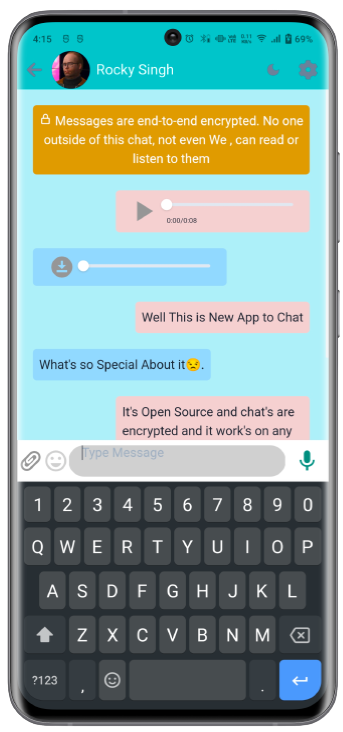 4:15 69%
Rocky Singh
Messages are end-to-end encrypted. No one
outside of this chat, not even We , can read or
listen to them
0:00/0:08
Well This is New App to Chat
What's so Special About it😒.
It's Open Source and chat's are
encrypted and it work's on any
Type Message
1 2 3 4 5 6 7 8 9 0
Q W E R T Y U I O P
A S D F G H J K L
Z X C V B N M
?123 , .